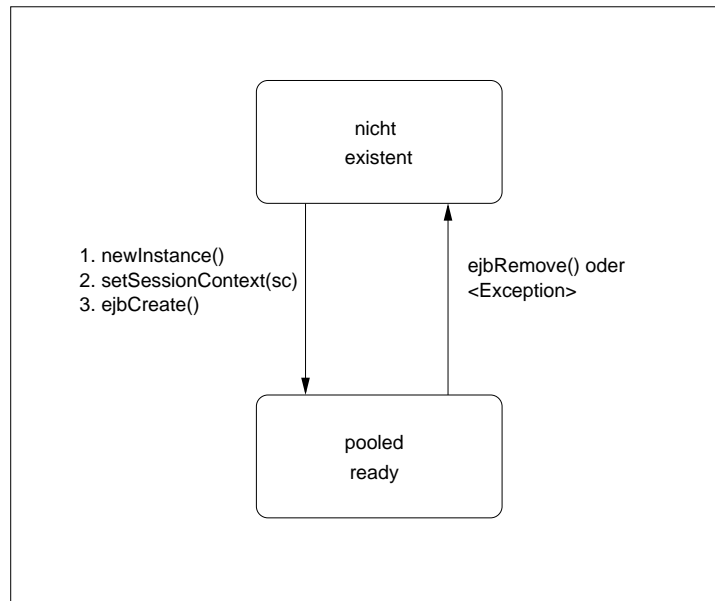 nicht
existent
1. newInstance()
2. setSessionContext(sc)
3. ejbCreate()
ejbRemove() oder
<Exception>
pooled
ready